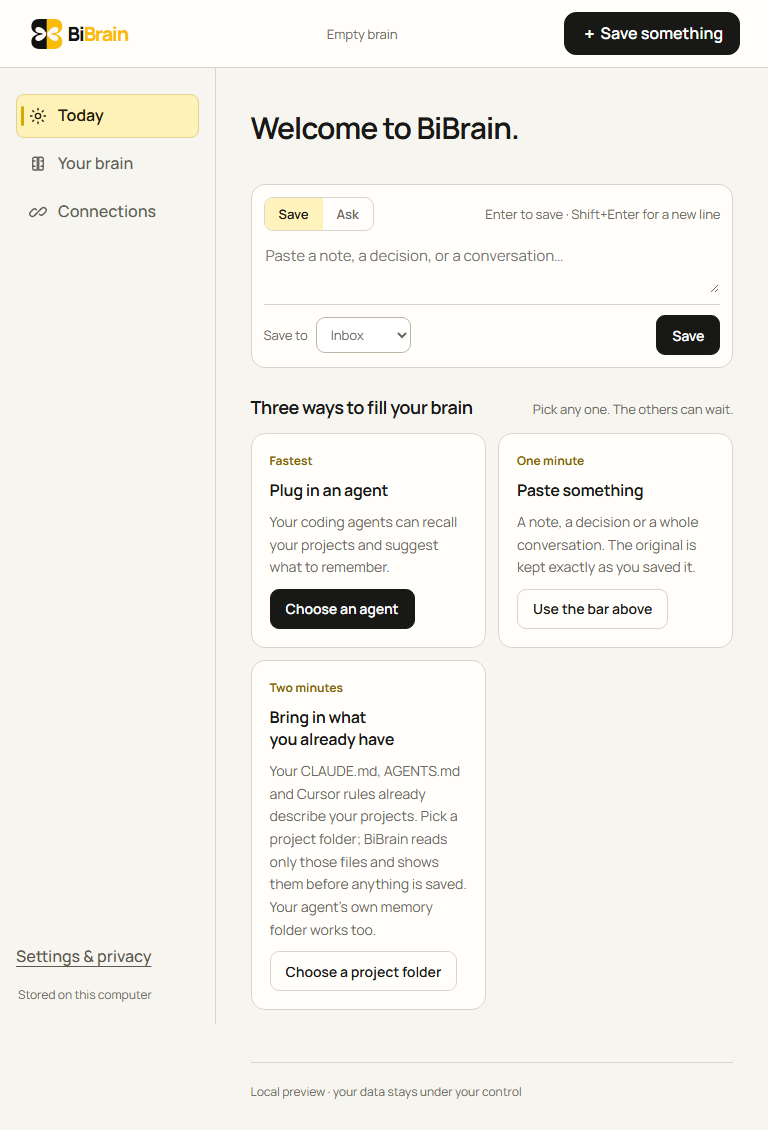 BiBrain
Empty brain
+ Save something
Today
Your brain
Connections
Settings & privacy
Stored on this computer
Welcome to BiBrain.
Save
Ask
Enter to save · Shift+Enter for a new line
Paste a note, a decision, or a conversation…
Save to
Inbox
Save
Three ways to fill your brain
Pick any one. The others can wait.
Fastest
Plug in an agent
Your coding agents can recall
your projects and suggest
what to remember.
Choose an agent
One minute
Paste something
A note, a decision or a whole
conversation. The original is
kept exactly as you saved it.
Use the bar above
Two minutes
Bring in what
you already have
Your CLAUDE.md, AGENTS.md
and Cursor rules already
describe your projects. Pick a
project folder; BiBrain reads
only those files and shows
them before anything is saved.
Your agent's own memory
folder works too.
Choose a project folder
Local preview · your data stays under your control